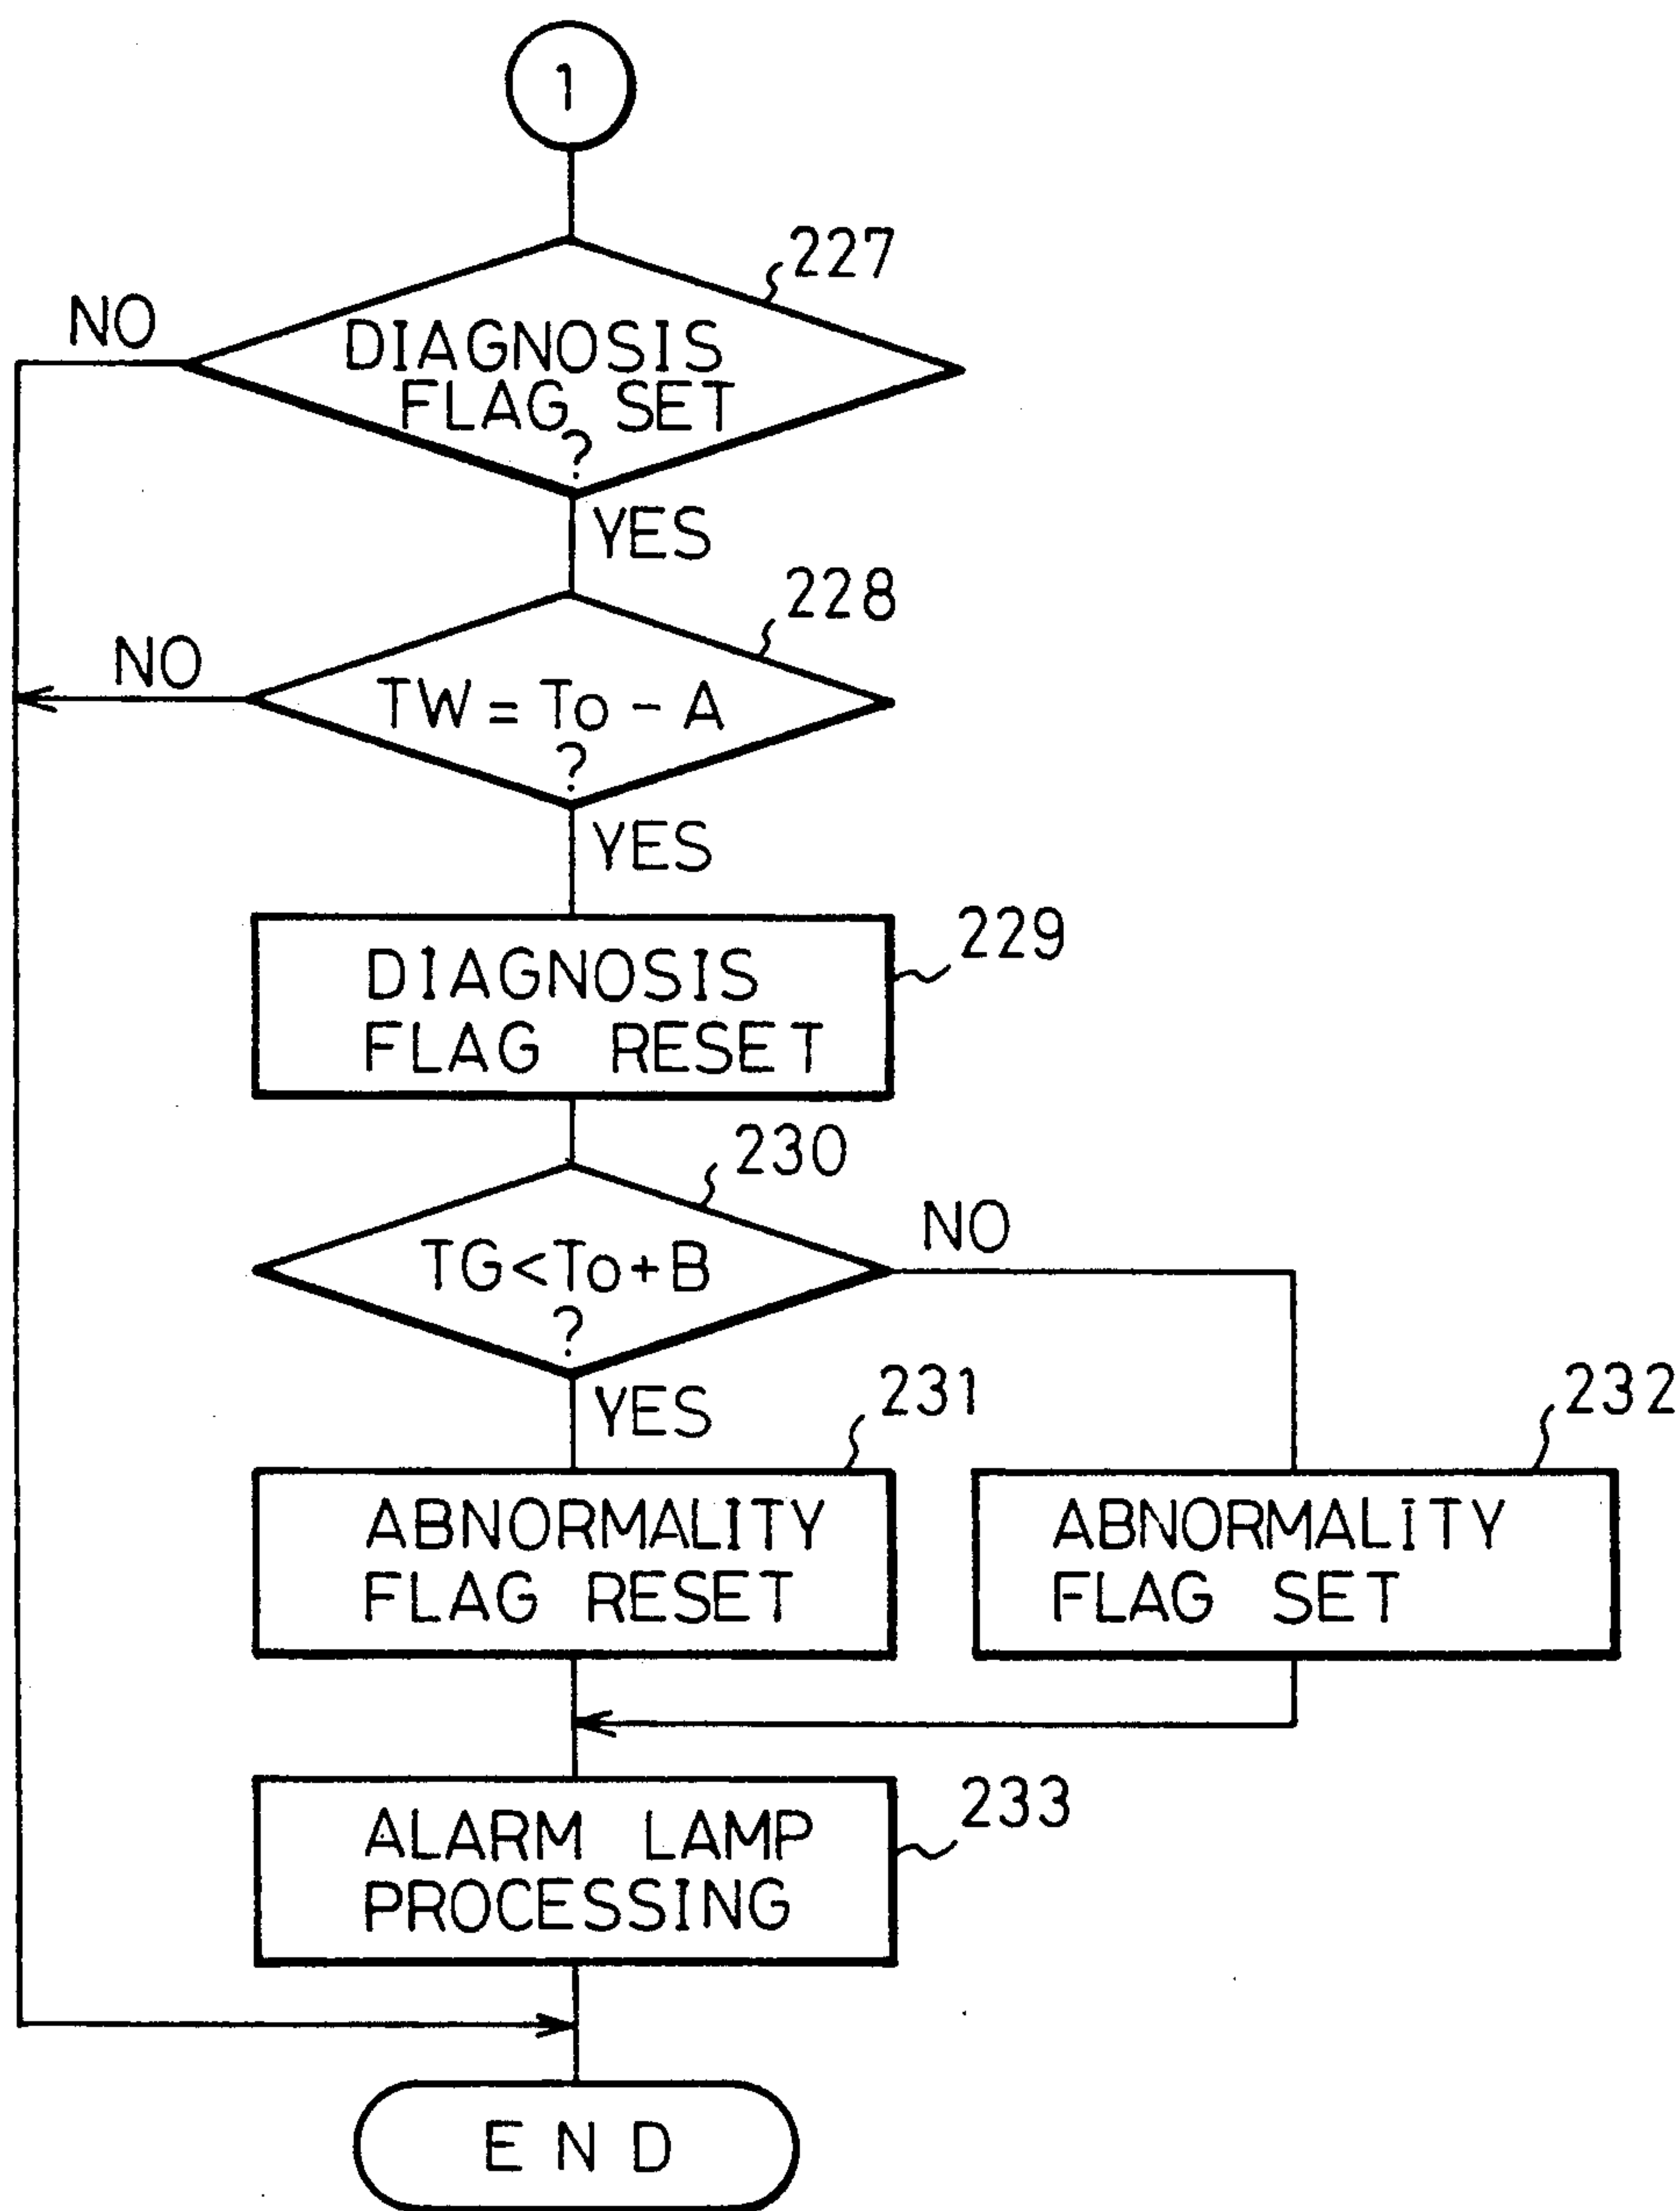 1
227
NO
DIAGNOSIS
FLAG SET
?
YES
228
NO
TW = To - A
?
YES
229
DIAGNOSIS
FLAG RESET
230
NO
TG<To+B
?
YES
231
232
ABNORMALITY
FLAG RESET
ABNORMALITY
FLAG SET
233
ALARM LAMP
PROCESSING
END